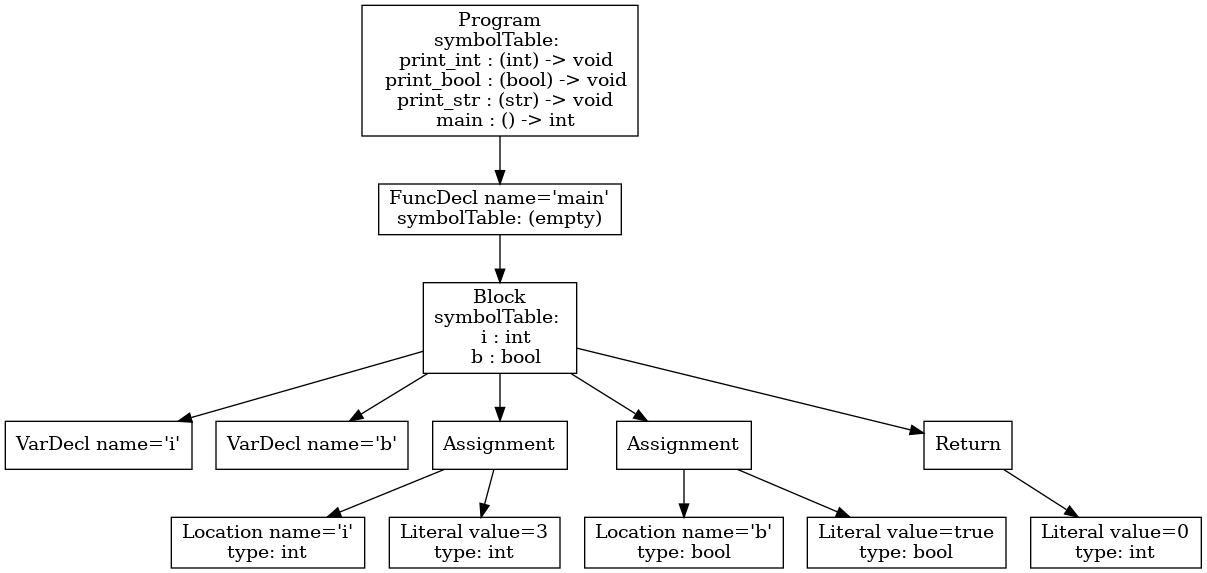 Program
symbolTable:
print_int : (int) -> void
print_bool : (bool) -> void
print_str : (str) -> void
main : () -> int
FuncDecl name='main'
symbolTable: (empty)
Block
symbolTable:
i : int
b : bool
VarDecl name='i'
VarDecl name='b'
Assignment
Assignment
Return
Location name='i'
type: int
Literal value=3
type: int
Location name='b'
type: bool
Literal value=true
type: bool
Literal value=0
type: int